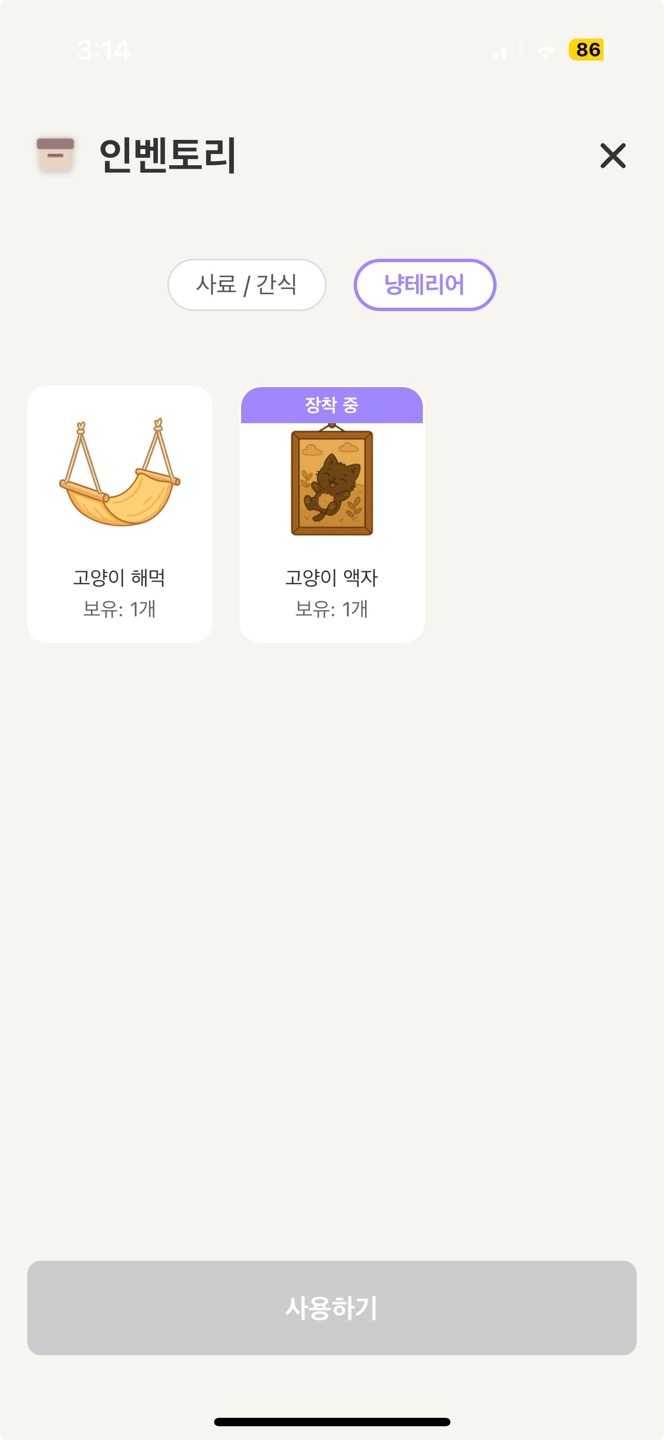 3:14
86
인벤토리
사료 / 간식
냥테리어
장착 중
고양이 해먹
보유: 1개
고양이 액자
보유: 1개
사용하기